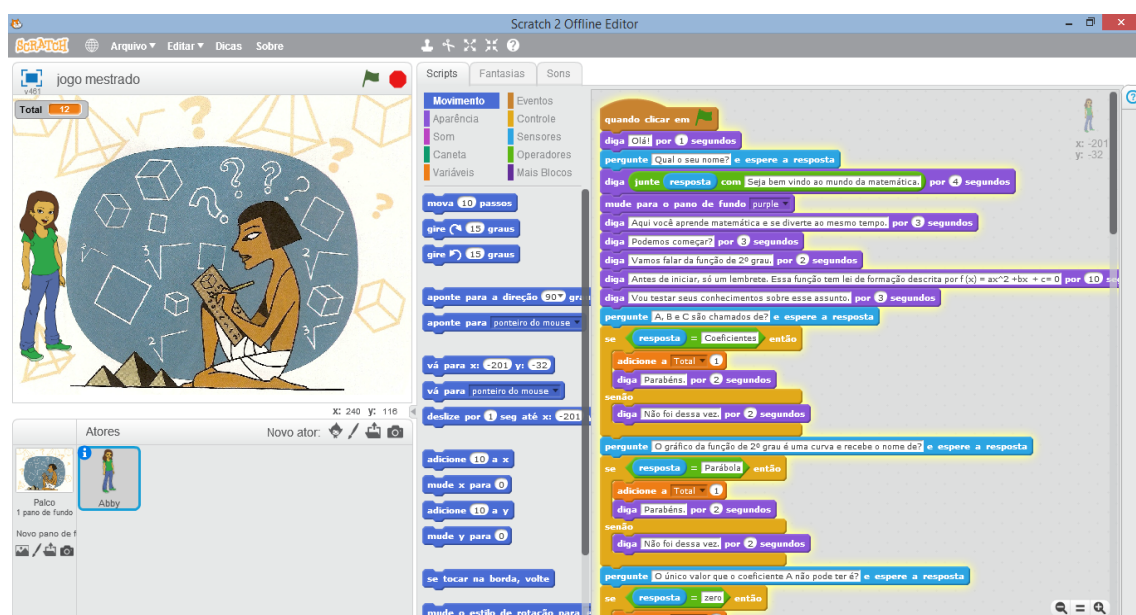 Scratch 2 Offline Editor
SCRATCH Arquivo Editar Dicas Sobre
v461
jogo mestrado
Total 12
X: 240 Y: 116
Atores
Novo ator:
Palco
1 pano de fundo
Novo pano de f
Abby
Scripts Fantasias Sons
Movimento Eventos
Aparência Controle
Som Sensores
Caneta Operadores
Variáveis Mais Blocos
mova 10 passos
gire 15 graus
gire 15 graus
aponte para a direção 90 gra
aponte para ponteiro do mouse
vá para x: -201 y: -32
vá para ponteiro do mouse
deslize por 1 seg até x: -201
adicione 10 a x
mude x para 0
adicione 10 a y
mude y para 0
se tocar na borda, volte
mude o estilo de rotação para
x: -201
y: -32
quando clicar em
diga Olá! por 1 segundos
pergunte Qual o seu nome? e espere a resposta
diga junte resposta com Seja bem vindo ao mundo da matemática. por 4 segundos
mude para o pano de fundo purple
diga Aqui você aprende matemática e se diverte ao mesmo tempo. por 3 segundos
diga Podemos começar? por 3 segundos
diga Vamos falar da função de 2º grau. por 2 segundos
diga Antes de iniciar, só um lembrete. Essa função tem lei de formação descrita por f (x) = ax^2 +bx + c= 0 por 10 se
diga Vou testar seus conhecimentos sobre esse assunto. por 3 segundos
pergunte A, B e C são chamados de? e espere a resposta
se resposta = Coeficientes então
adicione a Total 1
diga Parabéns. por 2 segundos
senão
diga Não foi dessa vez. por 2 segundos
pergunte O gráfico da função de 2º grau é uma curva e recebe o nome de? e espere a resposta
se resposta = Parábola então
adicione a Total 1
diga Parabéns. por 2 segundos
senão
diga Não foi dessa vez. por 2 segundos
pergunte O único valor que o coeficiente A não pode ter é? e espere a resposta
se resposta = zero então